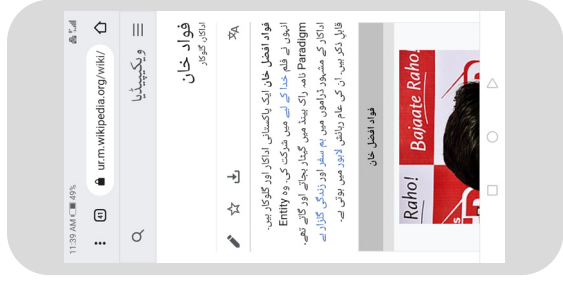 11:39 AM 49%
ur.m.wikipedia.org/wiki/
41
ویکیپیڈیا
فواد خان
اداکار، گلوکار
فواد افضل خان ایک پاکستانی اداکار اور گلوکار ہیں۔
انہوں نے فلم خدا کے لیے میں شرکت کی۔ وہ Entity
Paradigm نامہ راک بینڈ میں گیٹار بجاتے اور گاتے تھے۔
اداکار کے مشہور ڈراموں میں ہم سفر اور زندگی گلزار ہے
قابل ذکر ہیں۔ ان کی عام رہائش لاہور میں ہوتی ہے۔
فواد افضل خان
Raho!
Bajaate Raho!